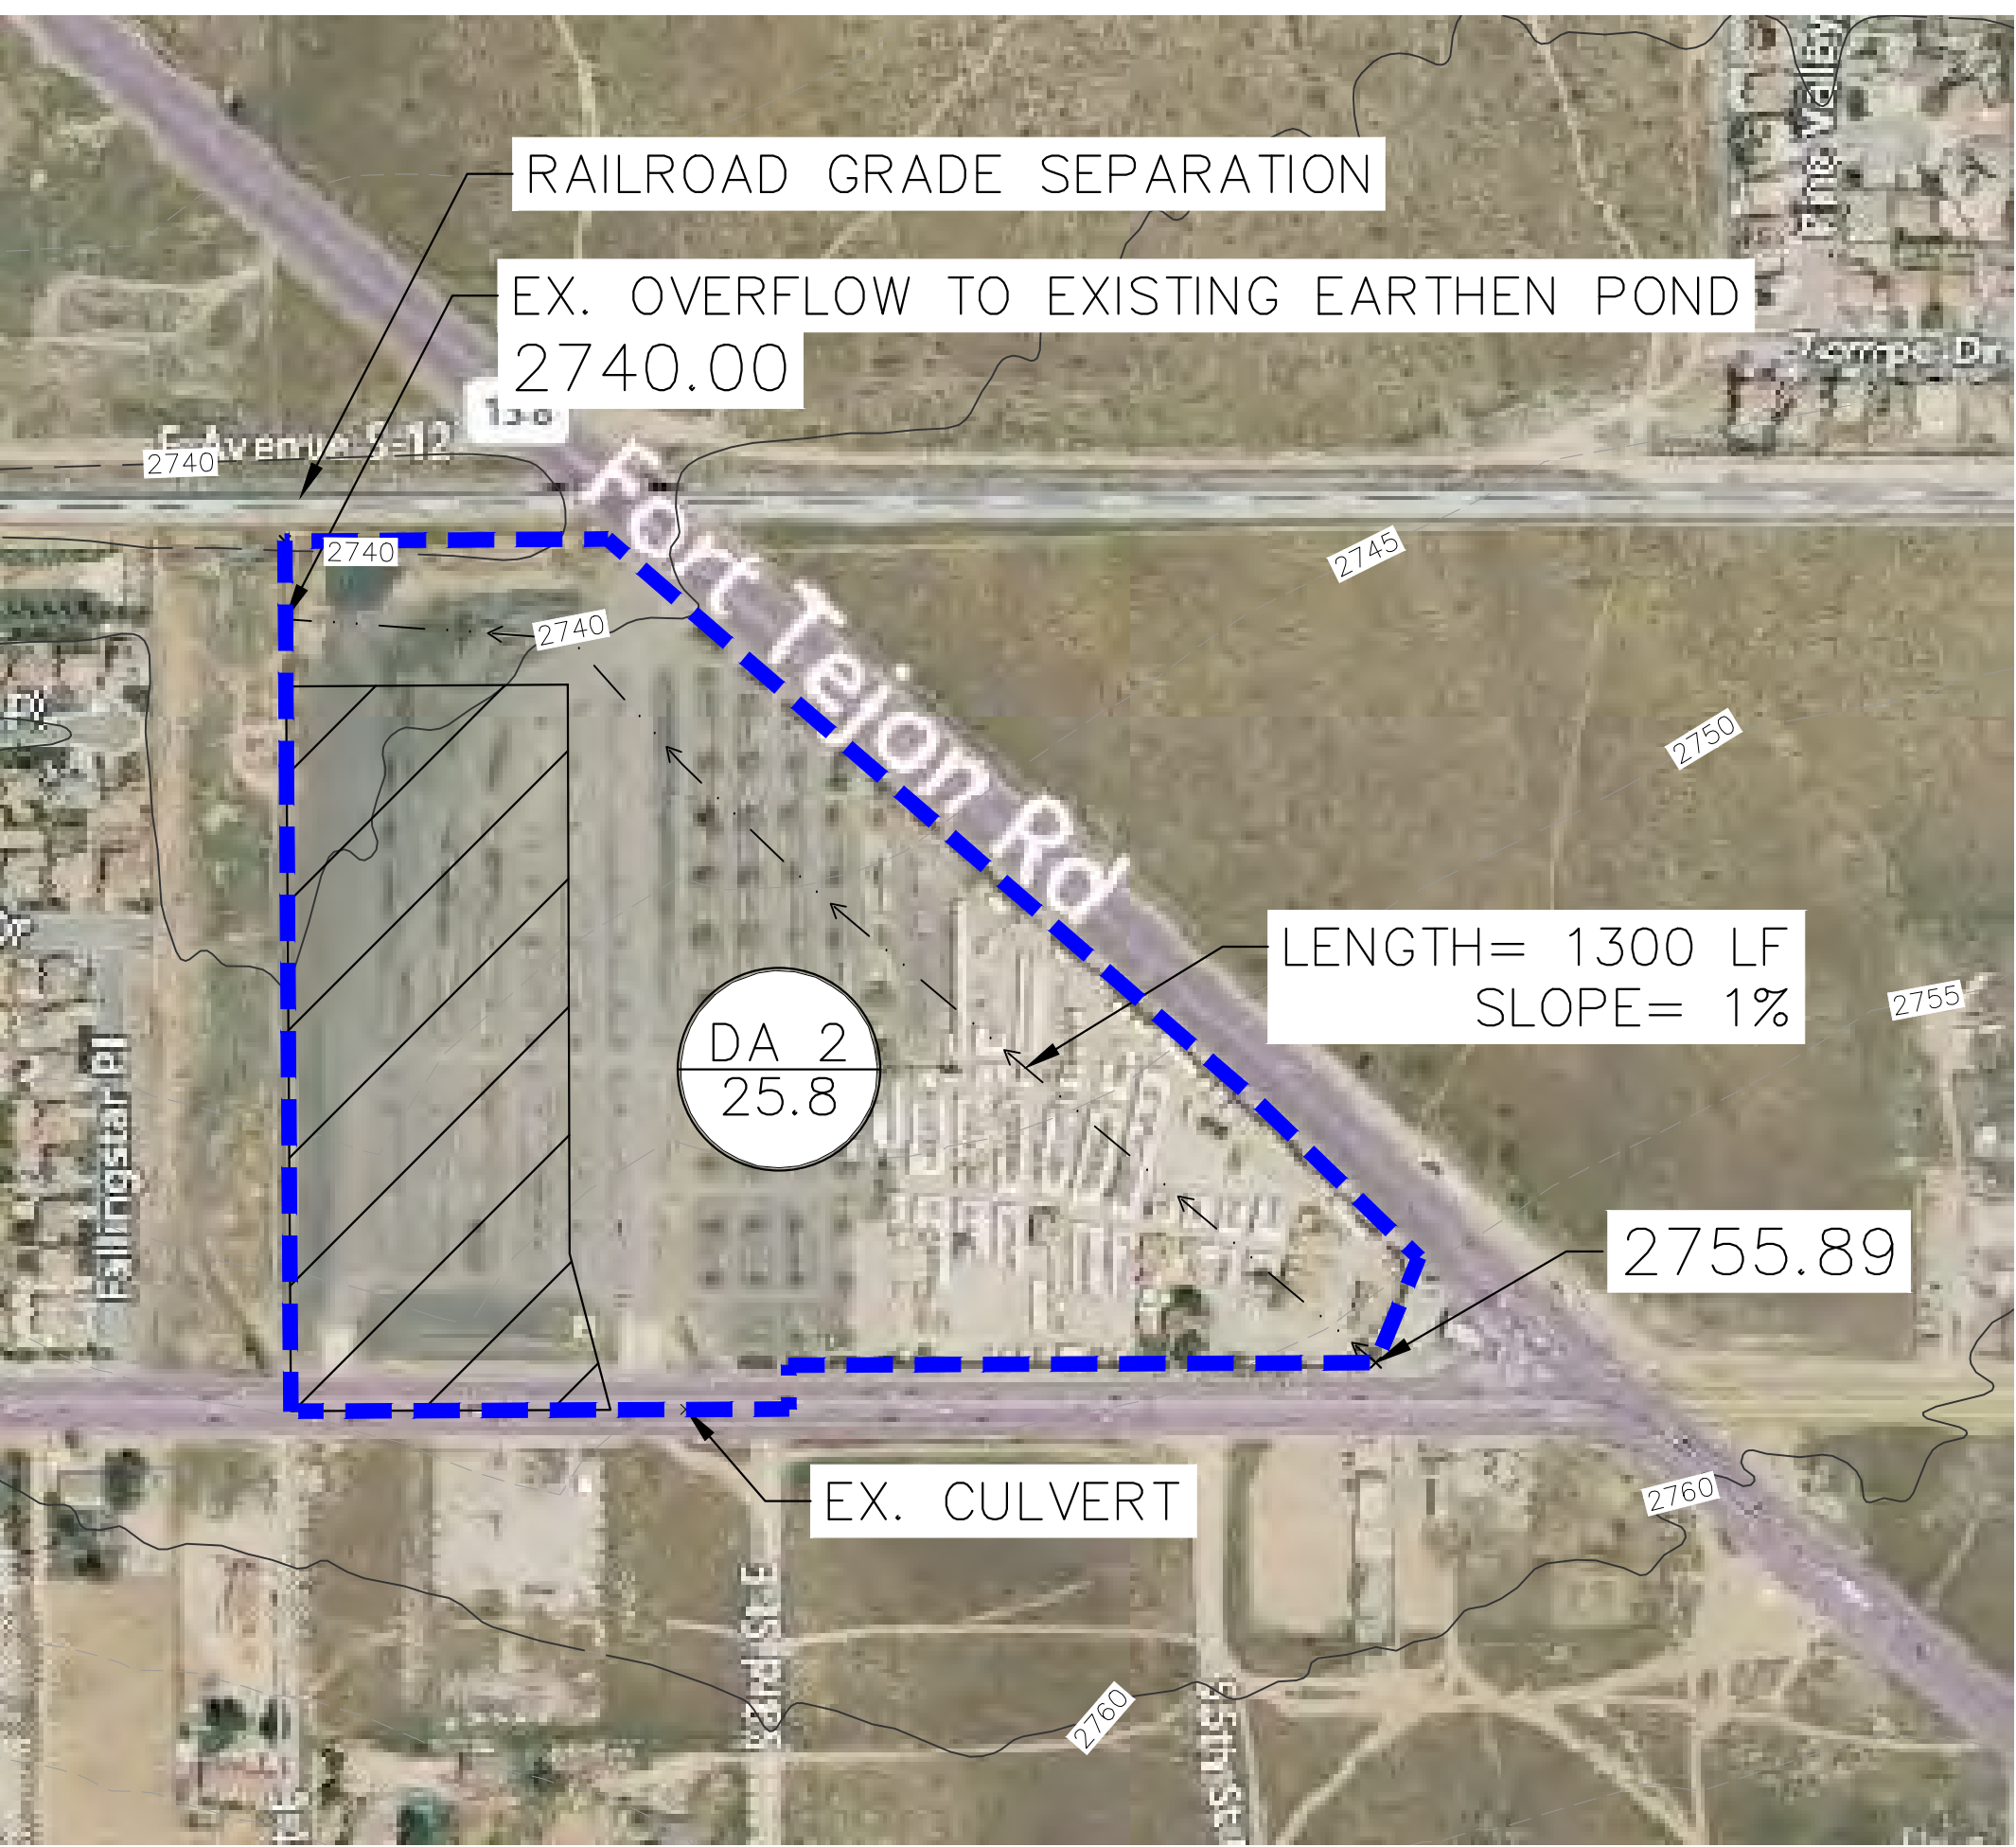 RAILROAD GRADE SEPARATION
EX. OVERFLOW TO EXISTING EARTHEN POND
2740.00
Tempe Dr
E Avenue S-12
2740
2740
2745
2740
Fort Tejon Rd
2750
LENGTH= 1300 LF
SLOPE= 1%
2755
DA 2
25.8
Fallingstar Pl
2755.89
EX. CULVERT
2760
2760